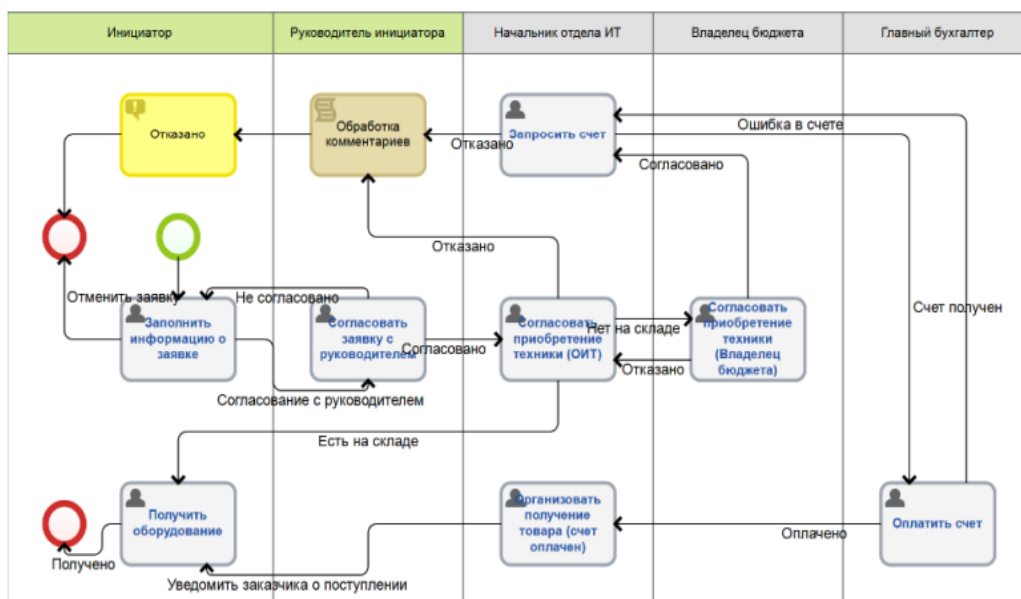 Инициатор
Руководитель инициатора
Начальник отдела ИТ
Владелец бюджета
Главный бухгалтер
Отказано
Обработка
комментариев
Отказано
Запросить счет
Ошибка в счете
Согласовано
Отказано
Отменить заявку
Не согласовано
Заполнить
информацию о
заявке
Согласовать
заявку с
руководителем
Согласовано
Согласовать
приобретение
техники (ОИТ)
Нет на складе
Отказано
Согласовать
приобретение
техники
(Владелец
бюджета)
Счет получен
Согласование с руководителем
Есть на складе
Получить
оборудование
Получено
Уведомить заказчика о поступлении
Организовать
получение
товара (счет
оплачен)
Оплачено
Оплатить счет